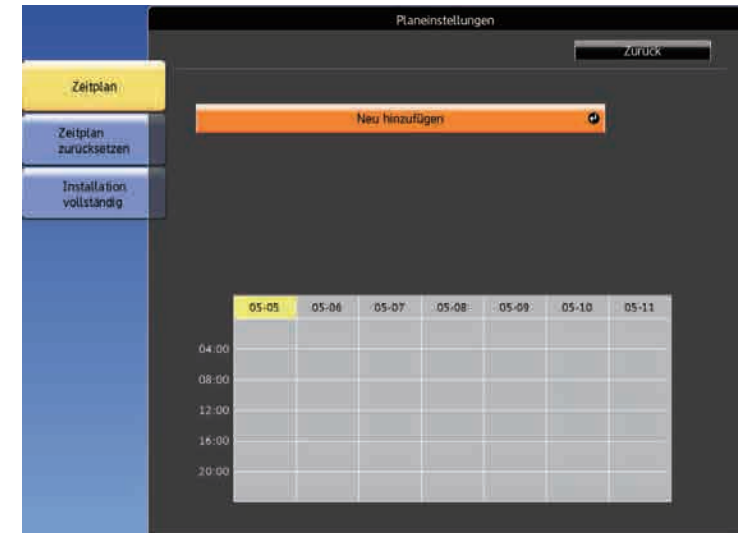 Planeinstellungen
Zurück
Zeitplan
Neu hinzufügen
Zeitplan
zurücksetzen
Installation
vollständig
05-05 05-06 05-07 05-08 05-09 05-10 05-11
04:00
08:00
12:00
16:00
20:00